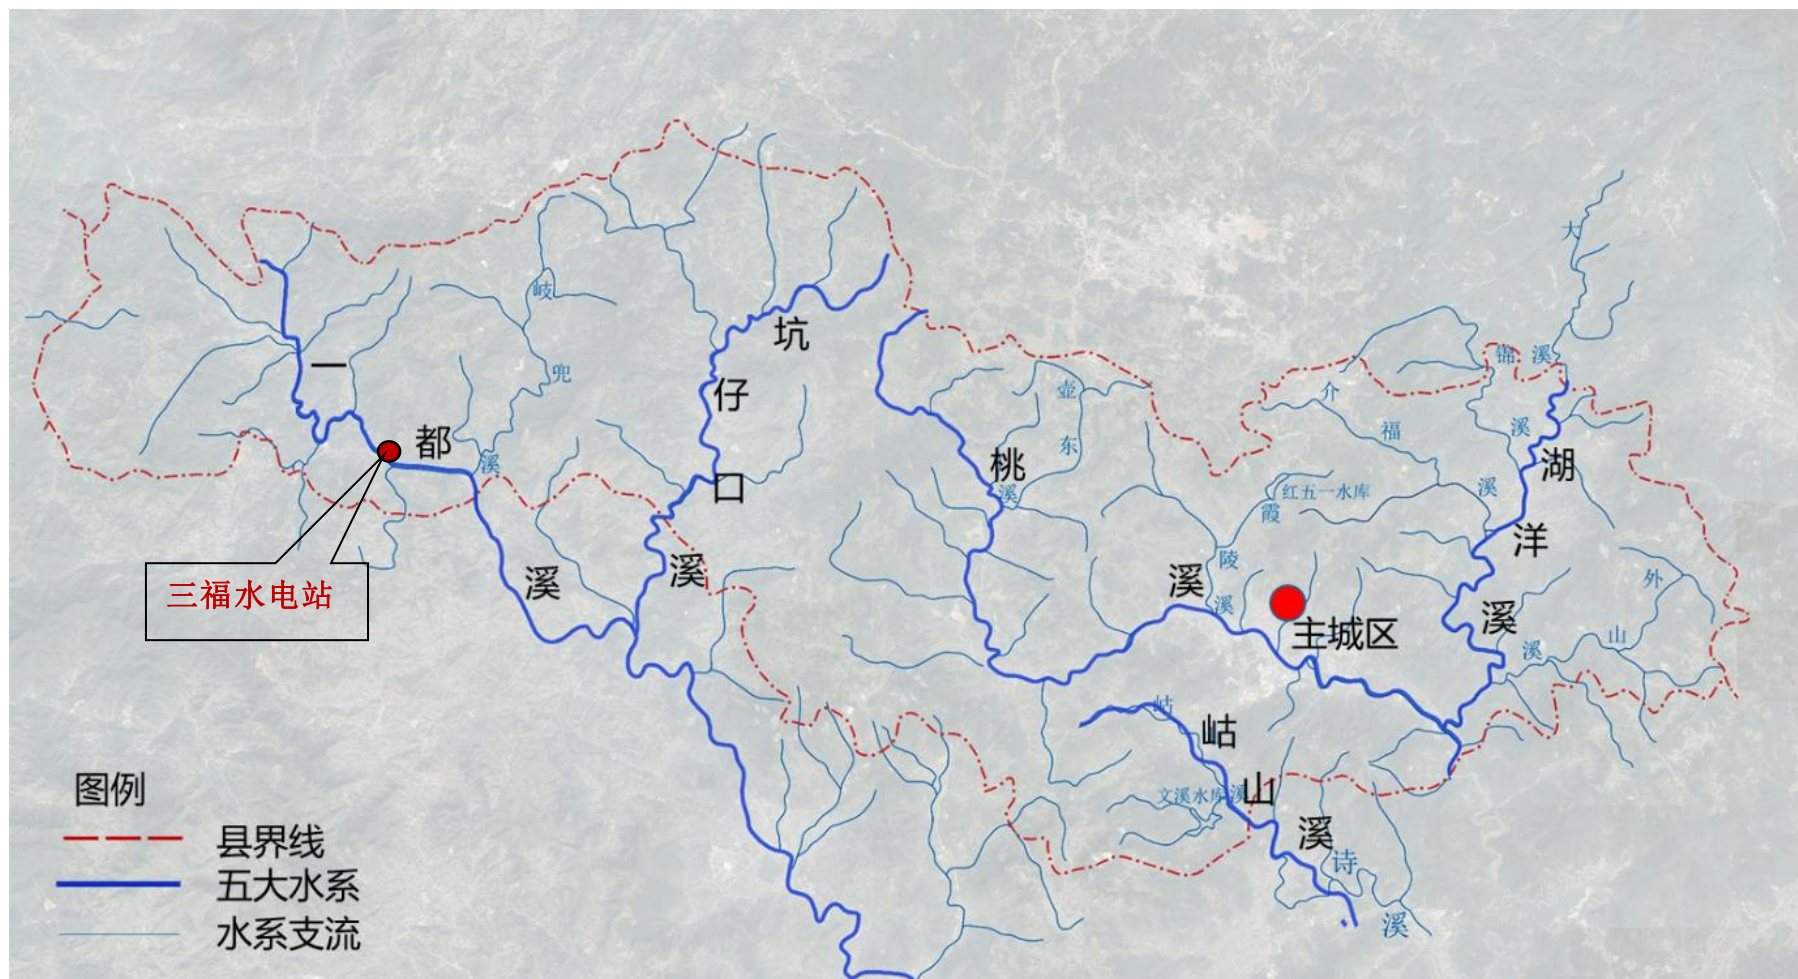 一都溪
坑仔口溪
桃溪
湖洋溪
岵山溪
主城区
三福水电站
岐
兜
溪
壶
东
溪
介
福
溪
锦溪
溪
大
红五一水库
霞
陵
溪
外
山
溪
岵
溪
文溪水库
诗
溪
图例
县界线
五大水系
水系支流